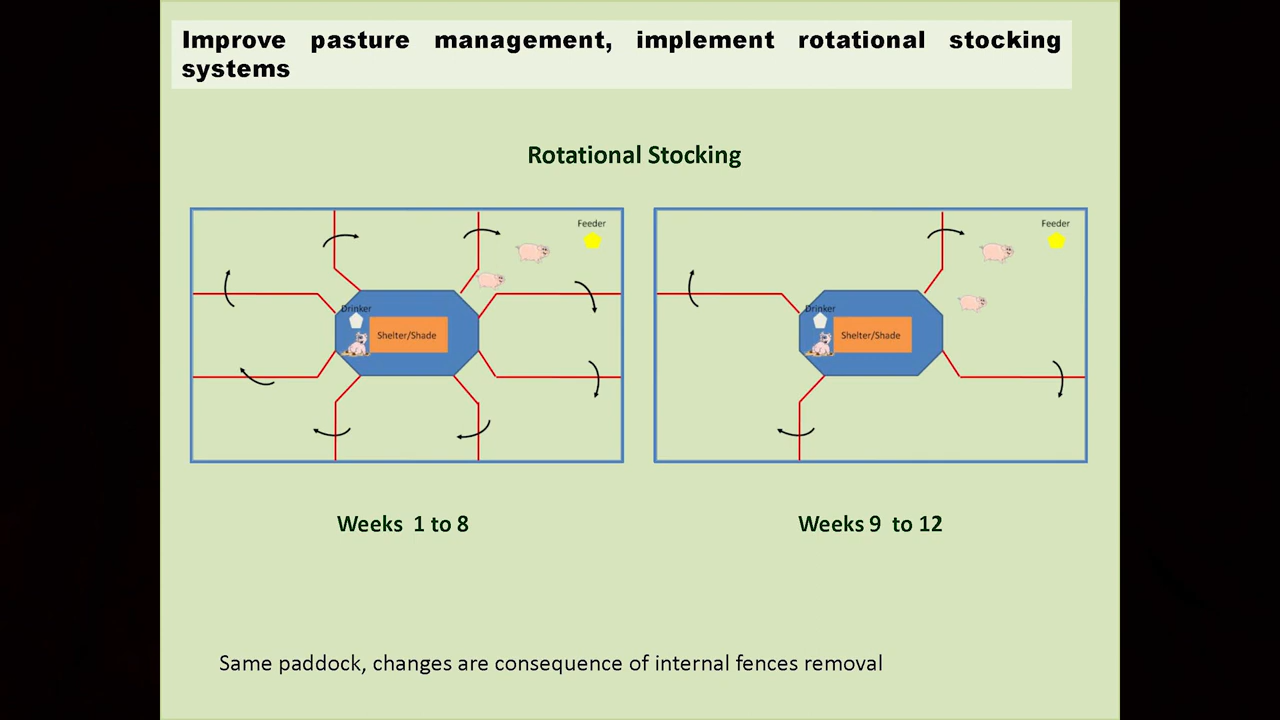 Improve pasture management, implement rotational stocking
systems
Rotational Stocking
Feeder
Drinker
Shelter/Shade
Feeder
Drinker
Shelter/Shade
Weeks 1 to 8
Weeks 9 to 12
Same paddock, changes are consequence of internal fences removal